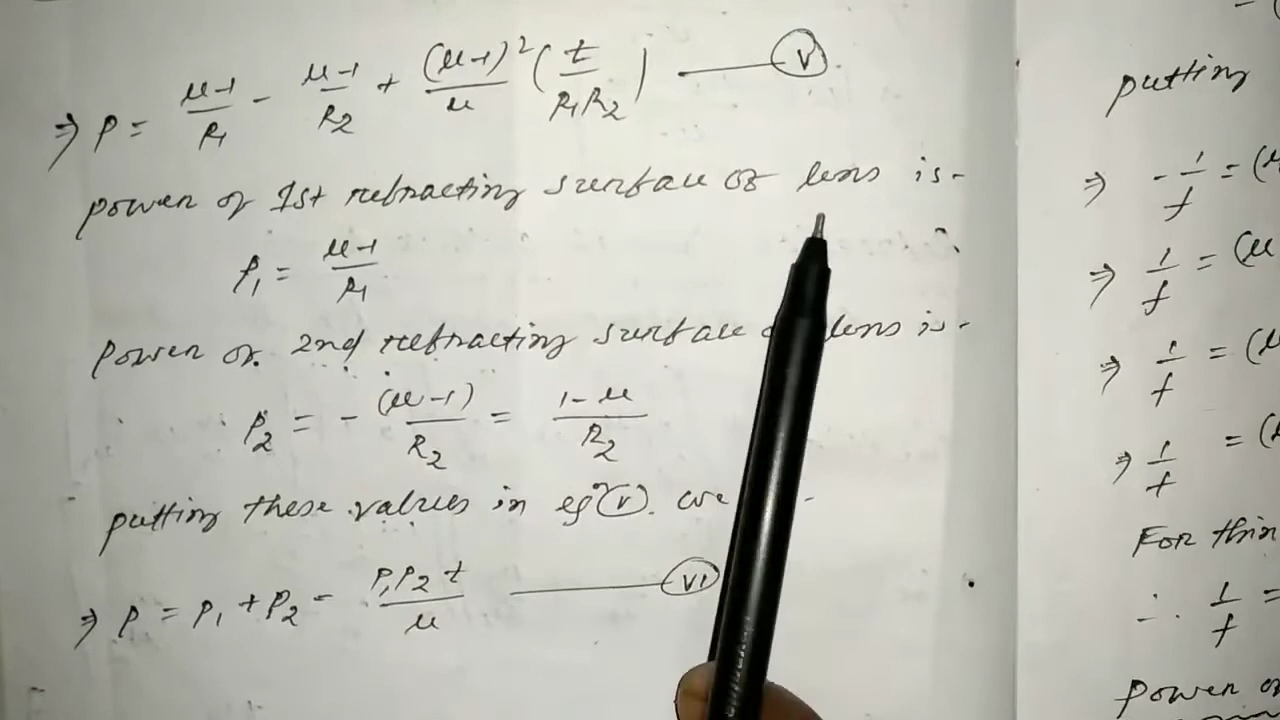 ⇒ P = μ-1/R1 - μ-1/R2 + (μ-1)²/μ (t/R1R2) — (V).
power of 1st refracting surface of lens is-
P1 = μ-1/R1
power of 2nd refracting surface lens is-
P2 = - (μ-1)/R2 = 1-μ/R2
putting these values in eqn (V). we -
⇒ P = P1 + P2 - P1P2 t/μ — (VI)
putting
⇒ - 1/f = (μ
⇒ 1/f = (μ
⇒ 1/f = (μ
⇒ 1/f = (
For thin
∴ 1/f =
power of